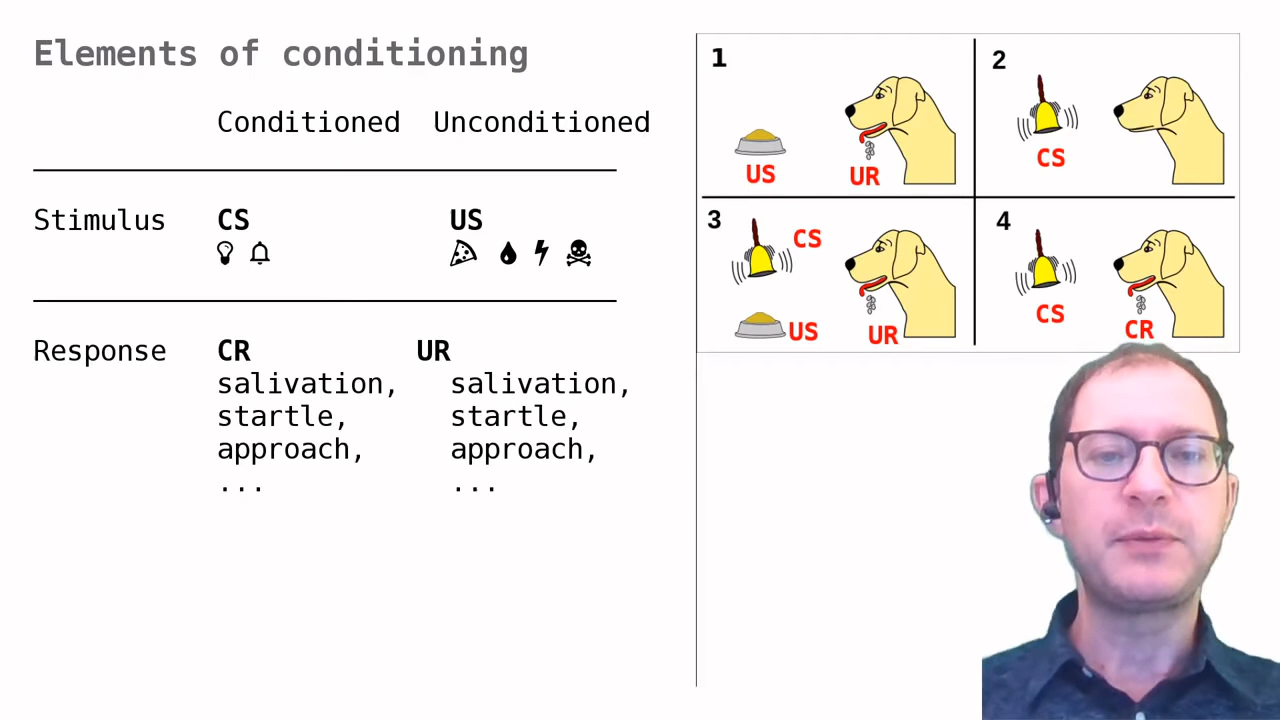 Elements of conditioning
Conditioned Unconditioned
Stimulus CS US
Response CR UR
salivation, salivation,
startle, startle,
approach, approach,
... ...
1
US
UR
2
CS
3
CS
US
UR
4
CS
CR